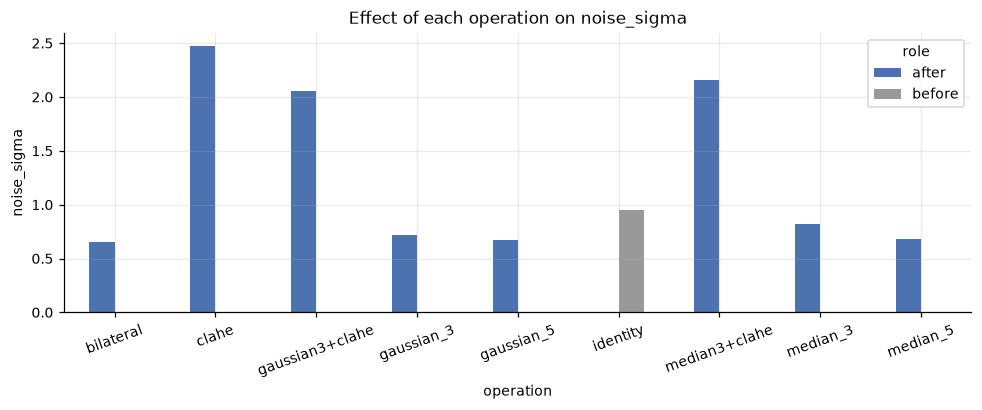 Effect of each operation on noise_sigma
role
after
before
noise_sigma
2.5
2.0
1.5
1.0
0.5
0.0
bilateral
clahe
gaussian3+clahe
gaussian_3
gaussian_5
identity
median3+clahe
median_3
median_5
operation